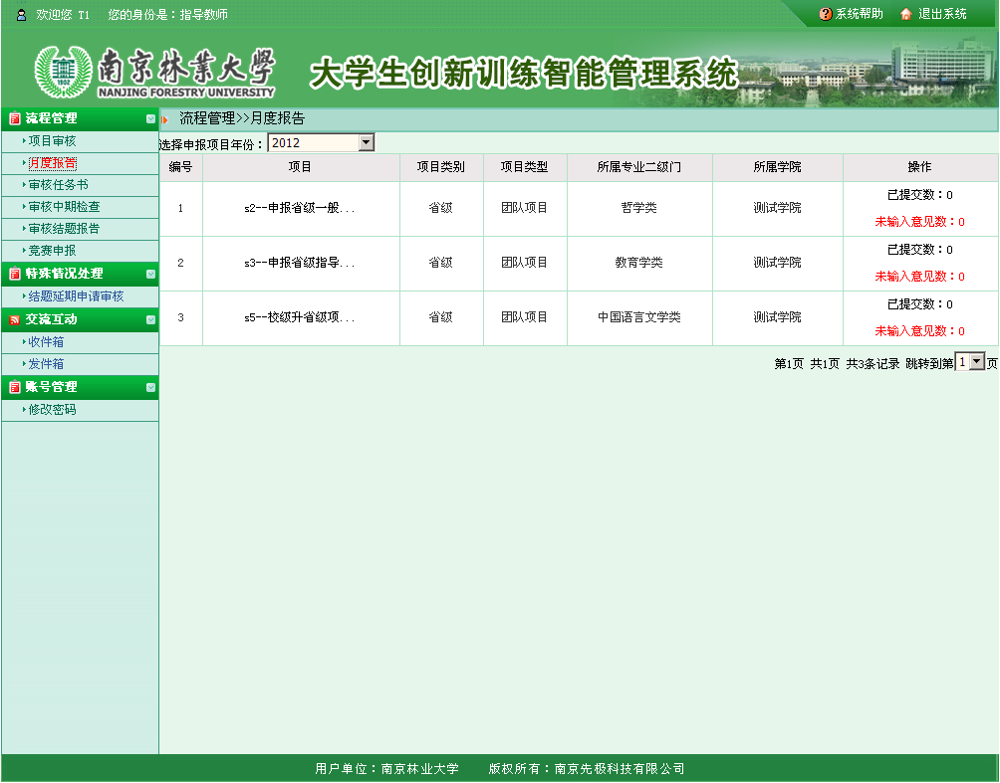 欢迎您 T1 您的身份是：指导教师
系统帮助 退出系统
南京林業大學
NANJING FORESTRY UNIVERSITY
大学生创新训练智能管理系统
流程管理
项目审核
月度报告
审核任务书
审核中期检查
审核结题报告
竞赛申报
特殊情况处理
结题延期申请审核
交流互动
收件箱
发件箱
账号管理
修改密码
流程管理>>月度报告
选择申报项目年份： 2012
编号 项目 项目类别 项目类型 所属专业二级门 所属学院 操作
1 s2--申报省级一般... 省级 团队项目 哲学类 测试学院 已提交数：0
未输入意见数：0
2 s3--申报省级指导... 省级 团队项目 教育学类 测试学院 已提交数：0
未输入意见数：0
3 s5--校级升省级项... 省级 团队项目 中国语言文学类 测试学院 已提交数：0
未输入意见数：0
第1页 共1页 共3条记录 跳转到第 1 页
用户单位：南京林业大学 版权所有：南京先极科技有限公司